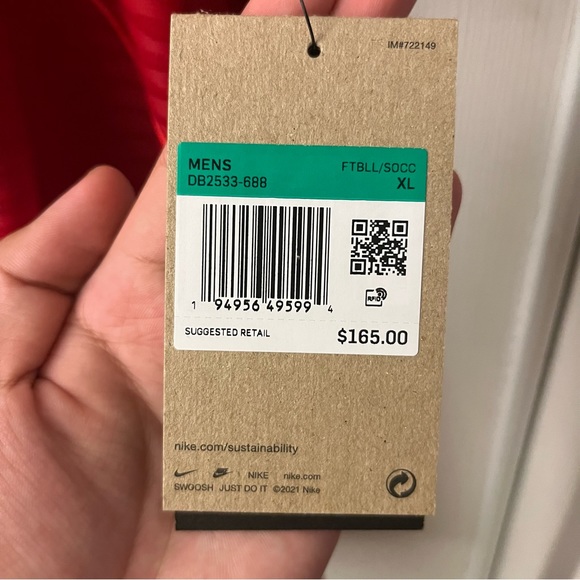 IM#722149
MENS FTBLL/SOCC
DB2533-688 XL
1 94956 49599 4
RFID
SUGGESTED RETAIL $165.00
nike.com/sustainability
NIKE nike.com
SWOOSH JUST DO IT ©2021 Nike